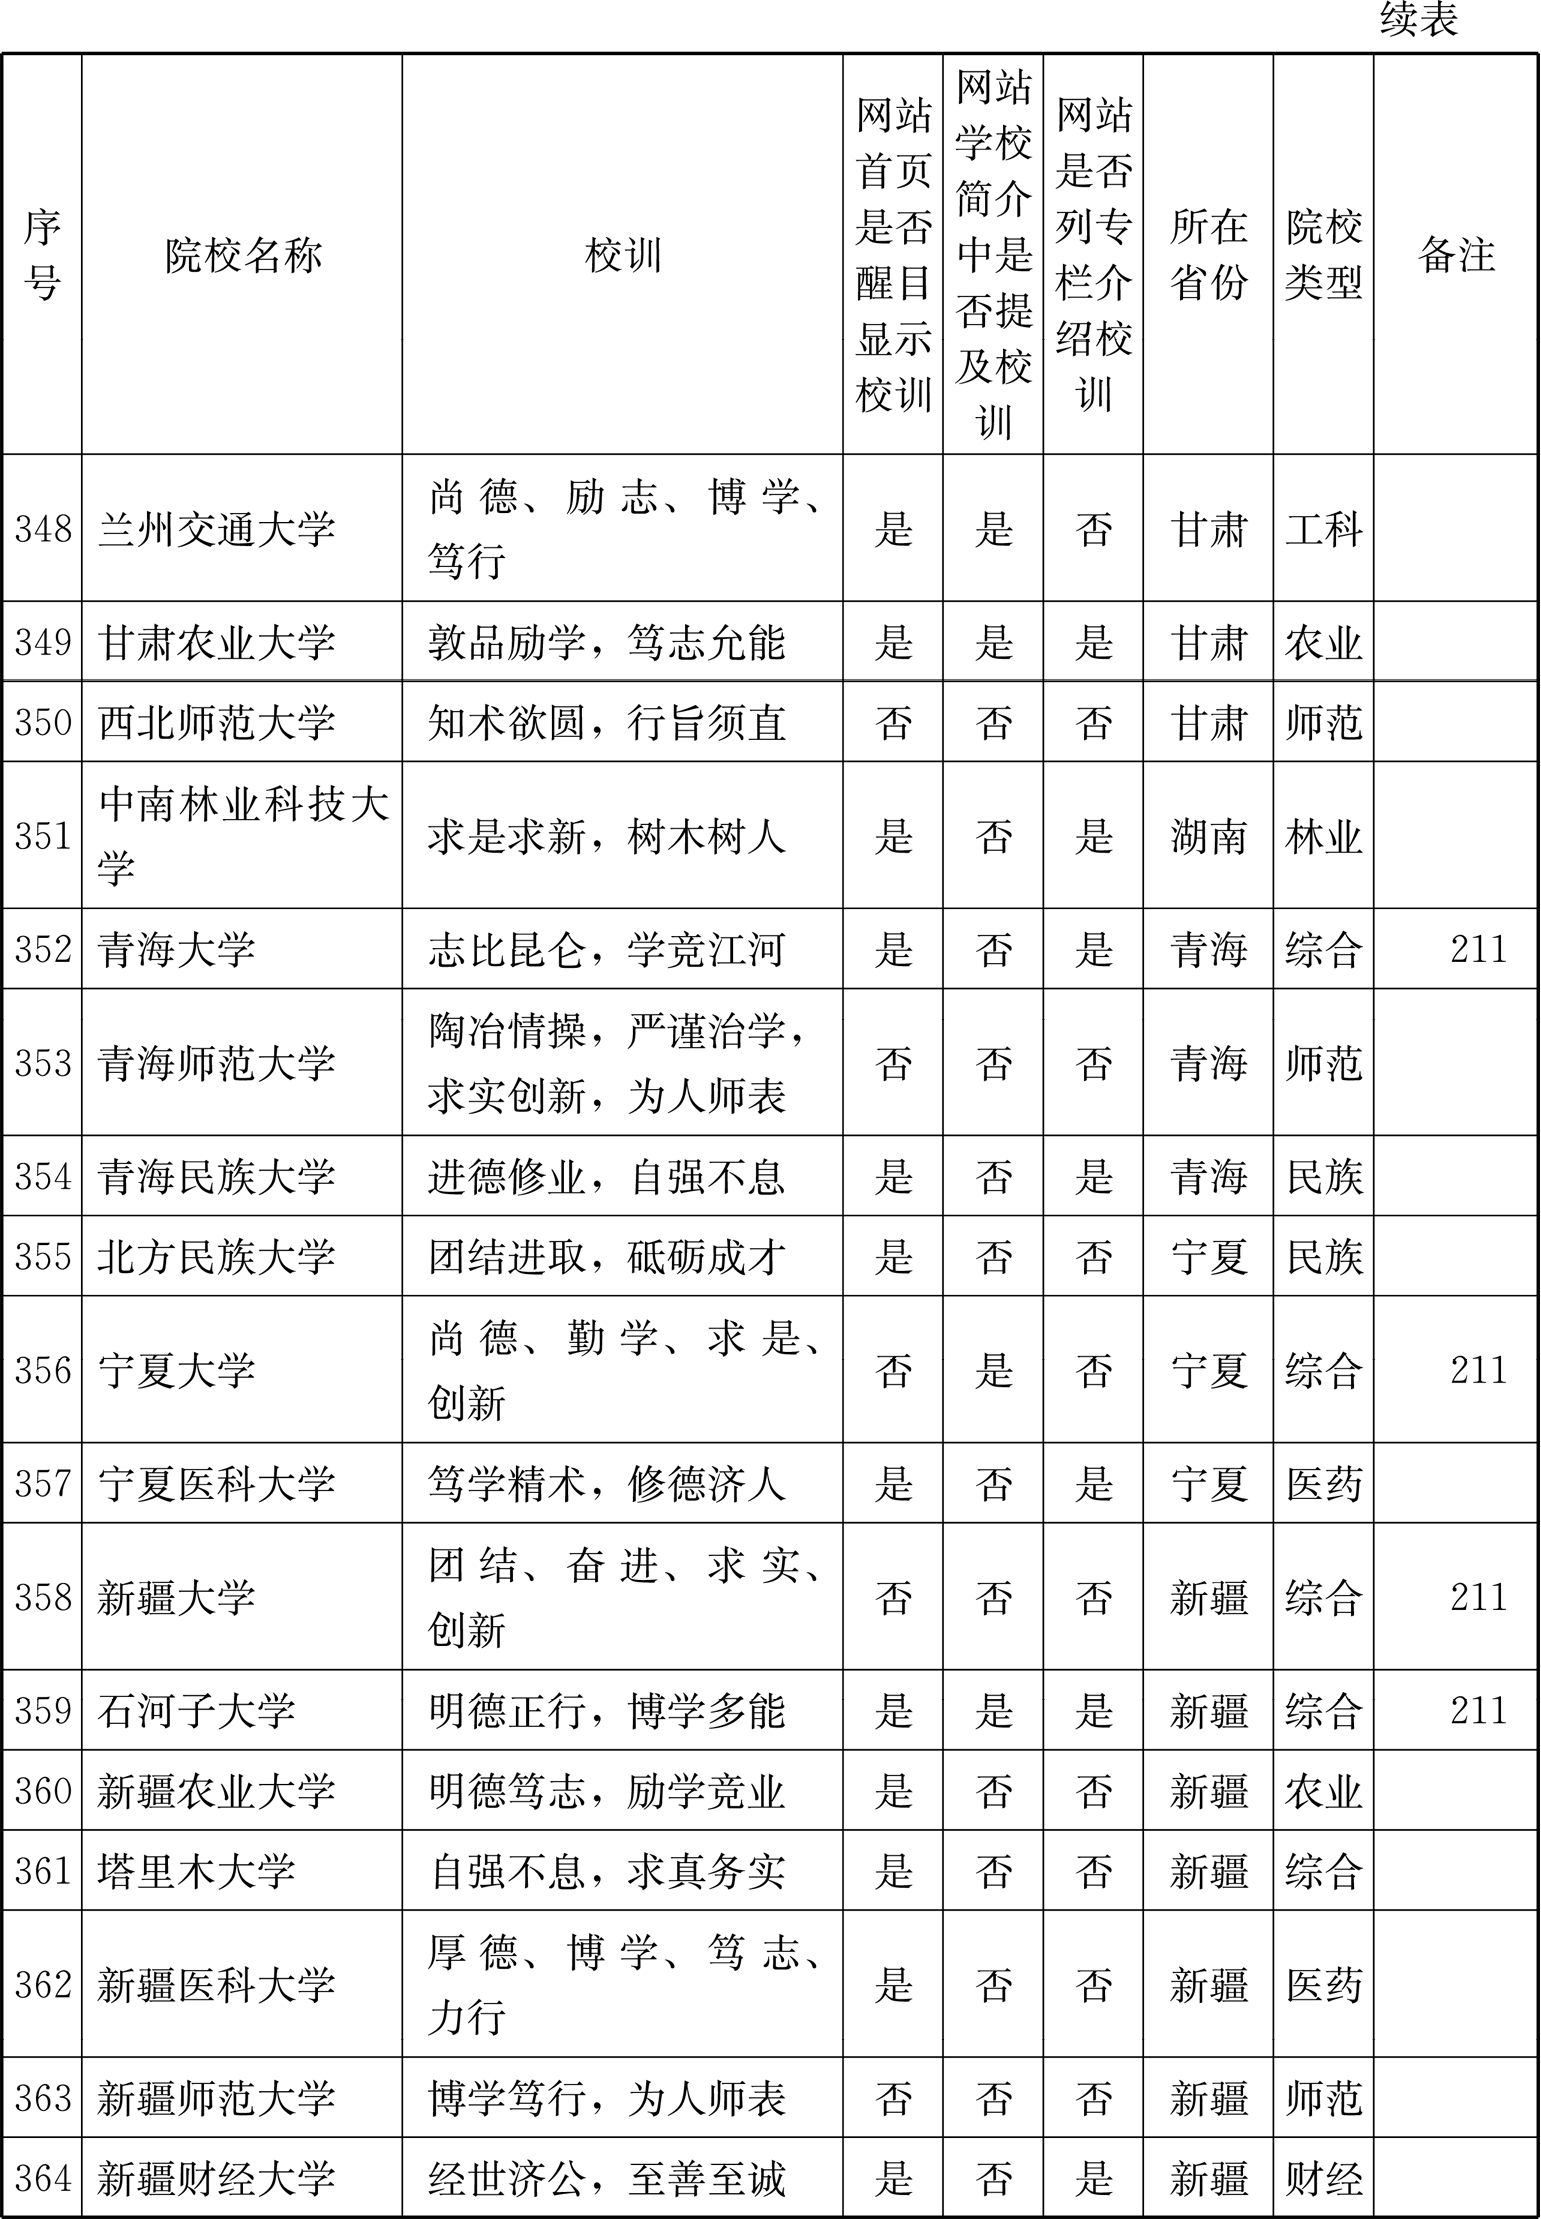 续表
序号 院校名称 校训 网站首页是否醒目显示校训 网站学校简介中是否提及校训 网站是否列专栏介绍校训 所在省份 院校类型 备注
348 兰州交通大学 尚德、励志、博学、笃行 是 是 否 甘肃 工科
349 甘肃农业大学 敦品励学，笃志允能 是 是 是 甘肃 农业
350 西北师范大学 知术欲圆，行旨须直 否 否 否 甘肃 师范
351 中南林业科技大学 求是求新，树木树人 是 否 是 湖南 林业
352 青海大学 志比昆仑，学竞江河 是 否 是 青海 综合 211
353 青海师范大学 陶冶情操，严谨治学，求实创新，为人师表 否 否 否 青海 师范
354 青海民族大学 进德修业，自强不息 是 否 是 青海 民族
355 北方民族大学 团结进取，砥砺成才 是 否 否 宁夏 民族
356 宁夏大学 尚德、勤学、求是、创新 否 是 否 宁夏 综合 211
357 宁夏医科大学 笃学精术，修德济人 是 否 是 宁夏 医药
358 新疆大学 团结、奋进、求实、创新 否 否 否 新疆 综合 211
359 石河子大学 明德正行，博学多能 是 是 是 新疆 综合 211
360 新疆农业大学 明德笃志，励学竞业 是 否 否 新疆 农业
361 塔里木大学 自强不息，求真务实 是 否 否 新疆 综合
362 新疆医科大学 厚德、博学、笃志、力行 是 否 否 新疆 医药
363 新疆师范大学 博学笃行，为人师表 否 否 否 新疆 师范
364 新疆财经大学 经世济公，至善至诚 是 否 是 新疆 财经